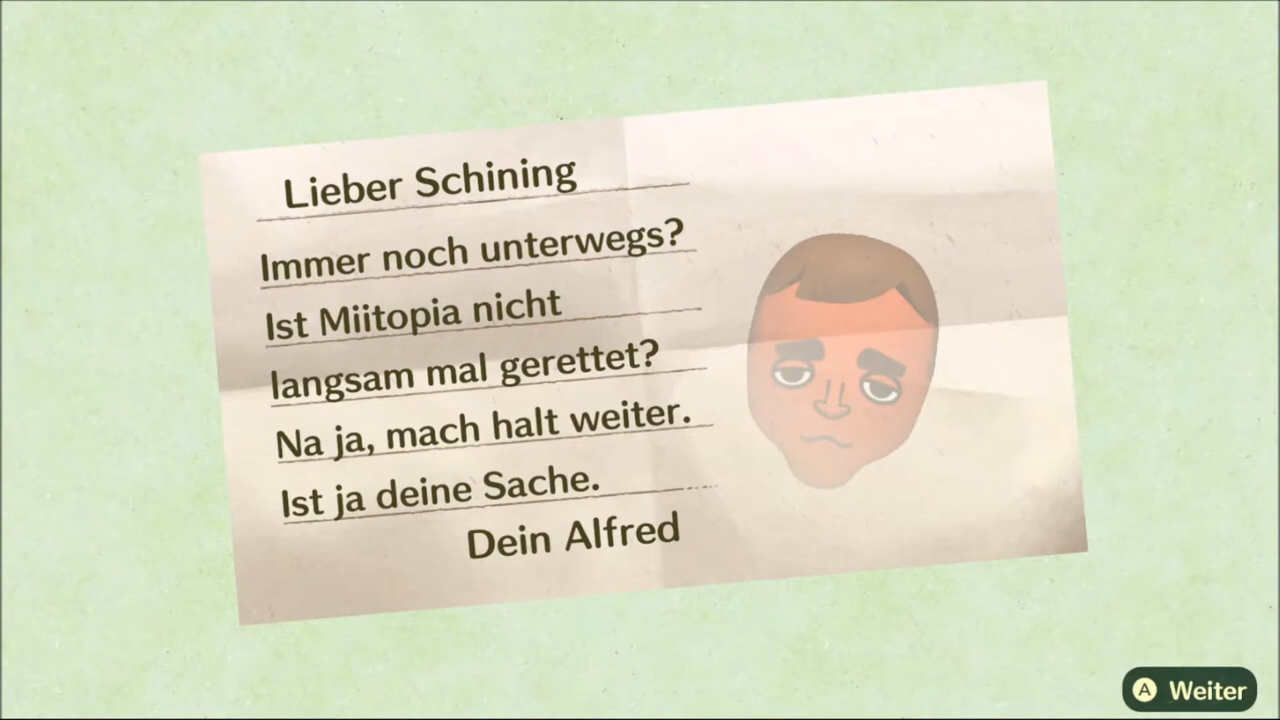 Lieber Schining
Immer noch unterwegs?
Ist Miitopia nicht
langsam mal gerettet?
Na ja, mach halt weiter.
Ist ja deine Sache.
Dein Alfred
A Weiter